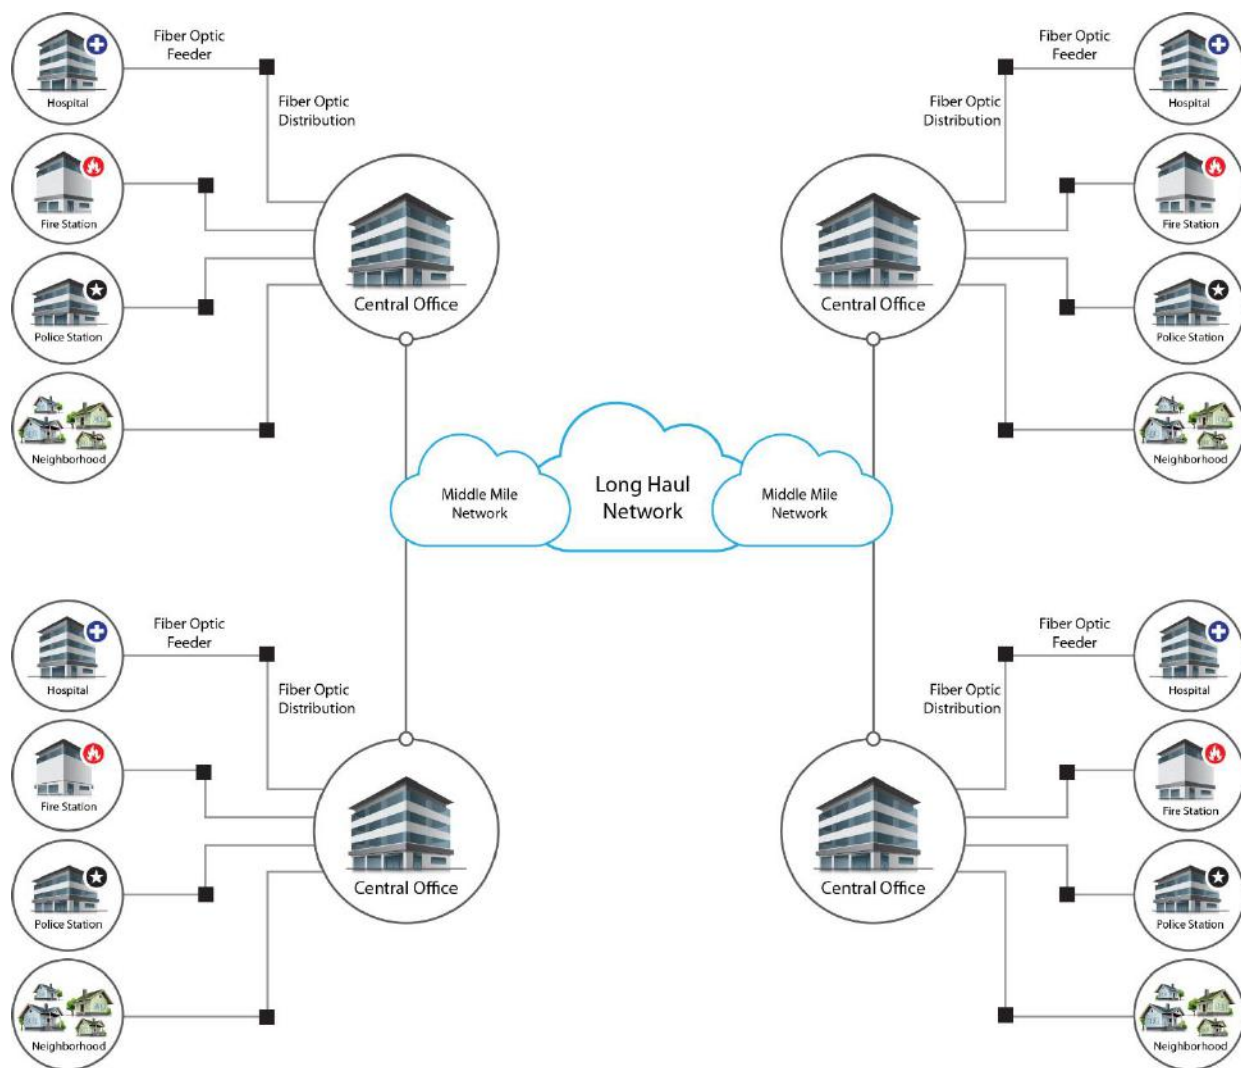 Fiber Optic
Feeder
Hospital
Fiber Optic
Distribution
Fire Station
Central Office
Police Station
Neighborhood
Fiber Optic
Feeder
Hospital
Fiber Optic
Distribution
Fire Station
Central Office
Police Station
Neighborhood
Middle Mile
Network
Long Haul
Network
Middle Mile
Network
Fiber Optic
Feeder
Hospital
Fiber Optic
Distribution
Fire Station
Central Office
Police Station
Neighborhood
Fiber Optic
Feeder
Hospital
Fiber Optic
Distribution
Fire Station
Central Office
Police Station
Neighborhood